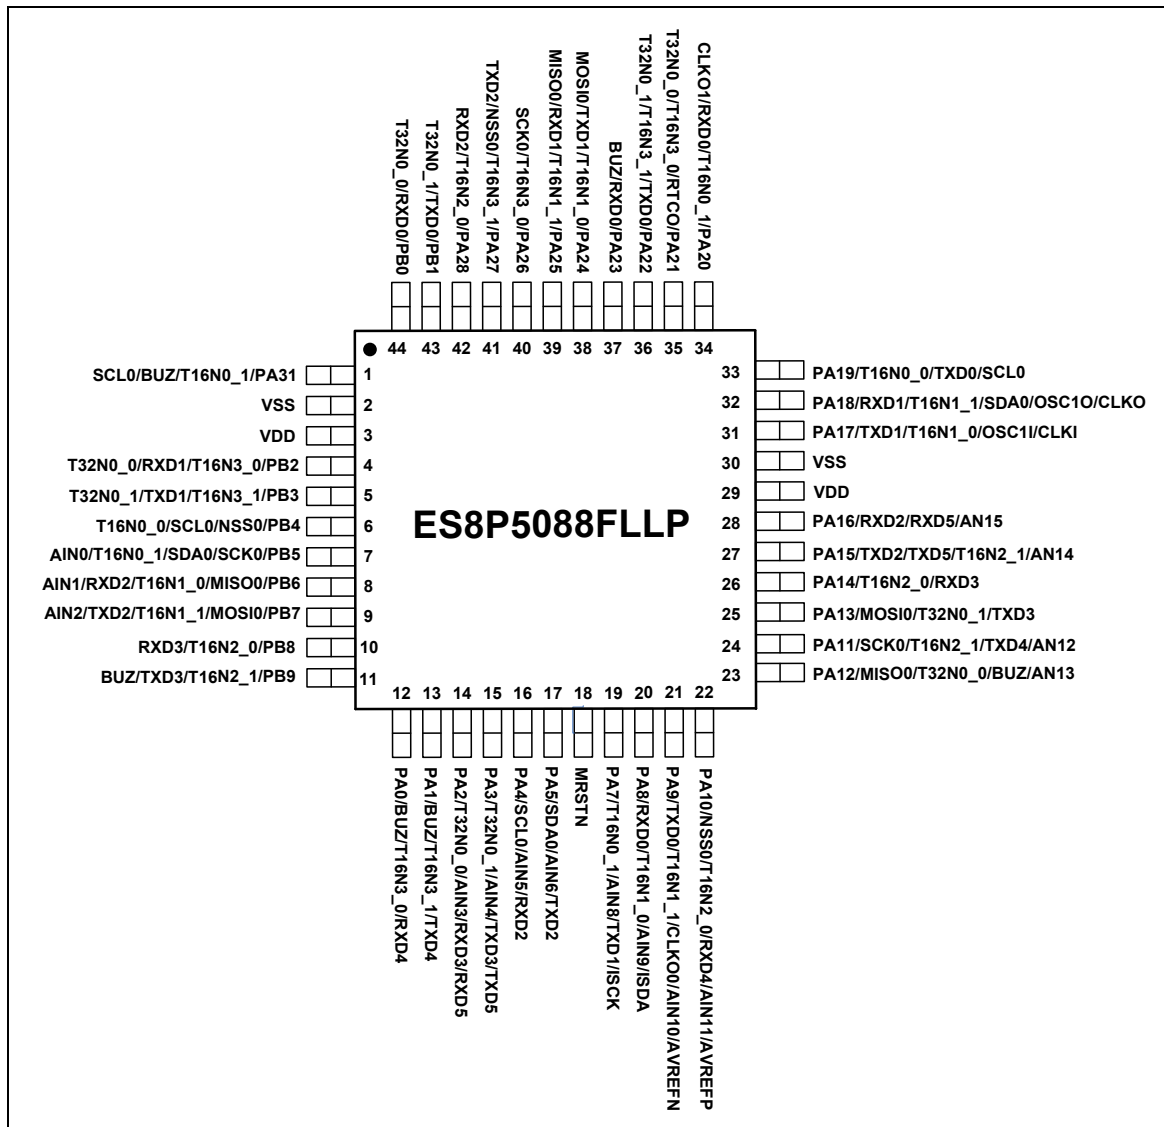 CLKO1/RXD0/T16N0_1/PA20
T32N0_0/T16N3_0/RTCO/PA21
T32N0_1/T16N3_1/TXD0/PA22
BUZ/RXD0/PA23
MOSI0/TXD1/T16N1_0/PA24
MISO0/RXD1/T16N1_1/PA25
SCK0/T16N3_0/PA26
TXD2/NSS0/T16N3_1/PA27
RXD2/T16N2_0/PA28
T32N0_1/TXD0/PB1
T32N0_0/RXD0/PB0
44 43 42 41 40 39 38 37 36 35 34
SCL0/BUZ/T16N0_1/PA31 1
VSS 2
VDD 3
T32N0_0/RXD1/T16N3_0/PB2 4
T32N0_1/TXD1/T16N3_1/PB3 5
T16N0_0/SCL0/NSS0/PB4 6
AIN0/T16N0_1/SDA0/SCK0/PB5 7
AIN1/RXD2/T16N1_0/MISO0/PB6 8
AIN2/TXD2/T16N1_1/MOSI0/PB7 9
RXD3/T16N2_0/PB8 10
BUZ/TXD3/T16N2_1/PB9 11
ES8P5088FLLP
33 PA19/T16N0_0/TXD0/SCL0
32 PA18/RXD1/T16N1_1/SDA0/OSC1O/CLKO
31 PA17/TXD1/T16N1_0/OSC1I/CLKI
30 VSS
29 VDD
28 PA16/RXD2/RXD5/AN15
27 PA15/TXD2/TXD5/T16N2_1/AN14
26 PA14/T16N2_0/RXD3
25 PA13/MOSI0/T32N0_1/TXD3
24 PA11/SCK0/T16N2_1/TXD4/AN12
23 PA12/MISO0/T32N0_0/BUZ/AN13
12 13 14 15 16 17 18 19 20 21 22
PA0/BUZ/T16N3_0/RXD4
PA1/BUZ/T16N3_1/TXD4
PA2/T32N0_0/AIN3/RXD3/RXD5
PA3/T32N0_1/AIN4/TXD3/TXD5
PA4/SCL0/AIN5/RXD2
PA5/SDA0/AIN6/TXD2
MRSTN
PA7/T16N0_1/AIN8/TXD1/ISCK
PA8/RXD0/T16N1_0/AIN9/ISDA
PA9/TXD0/T16N1_1/CLKO0/AIN10/AVREFN
PA10/NSS0/T16N2_0/RXD4/AIN11/AVREFP